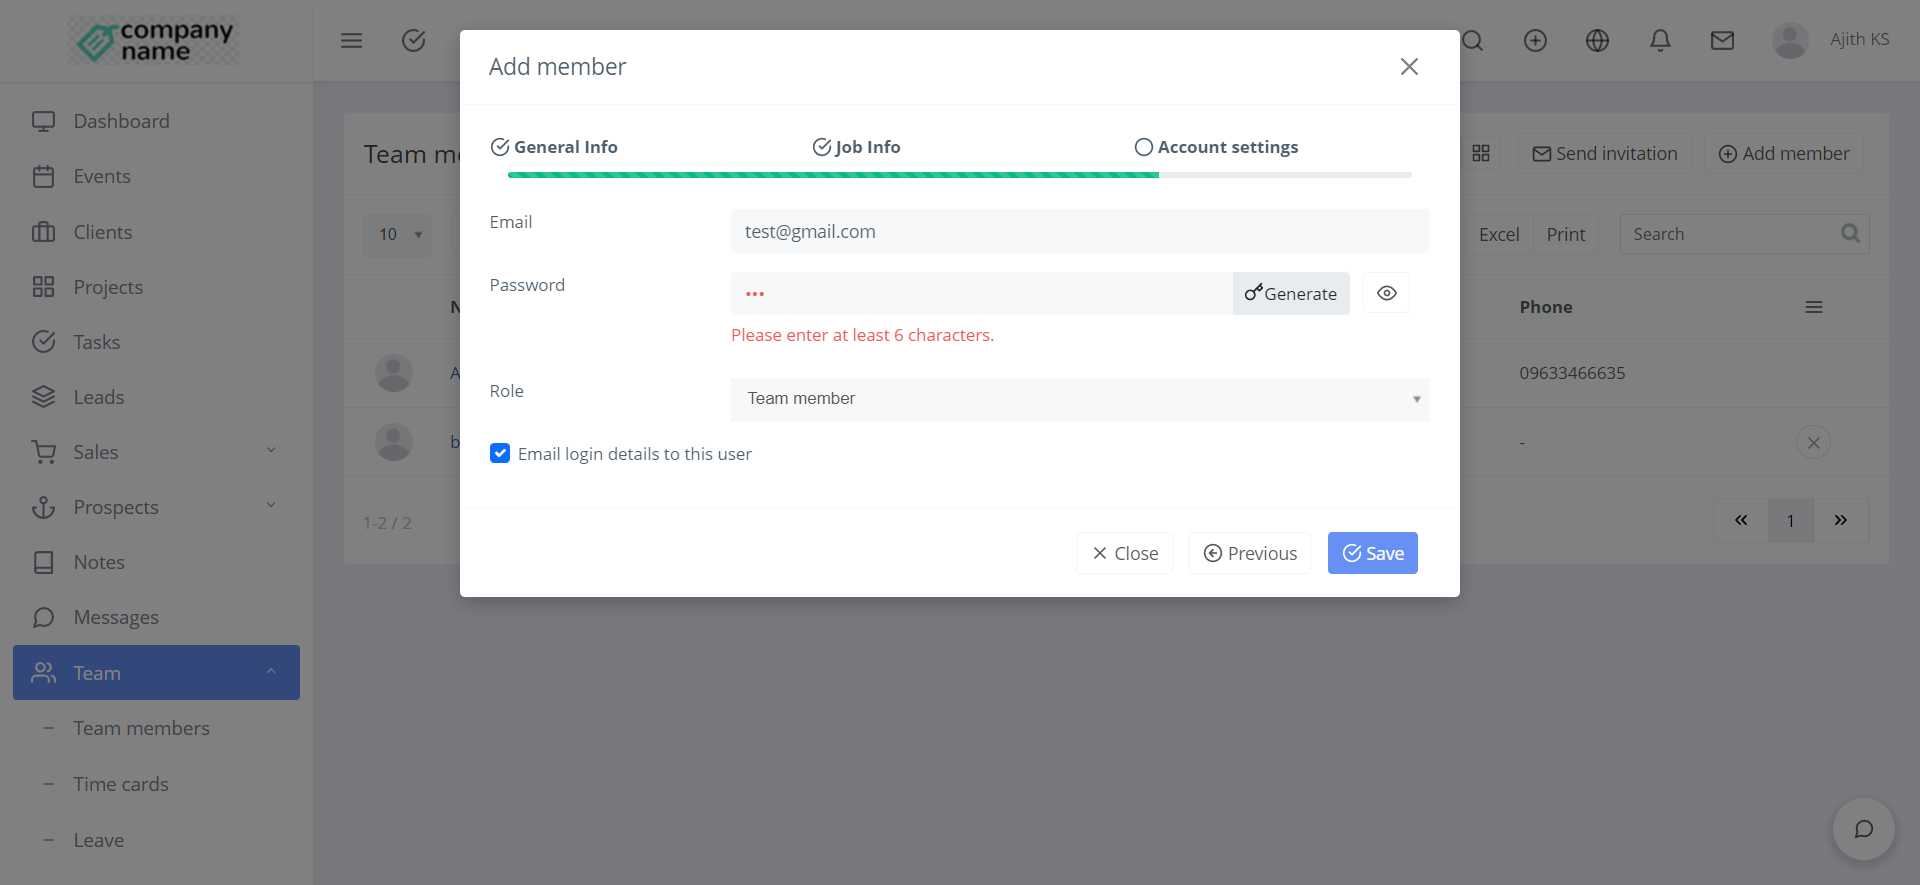 company
name
Ajith KS
Dashboard
Events
Clients
Projects
Tasks
Leads
Sales
Prospects
Notes
Messages
Team
Team members
Time cards
Leave
Add member
General Info
Job Info
Account settings
Email
test@gmail.com
Password
Generate
Please enter at least 6 characters.
Role
Team member
Email login details to this user
Close
Previous
Save
Team
Send invitation
Add member
10
Excel
Print
Search
Phone
09633466635
-
1-2 / 2
1